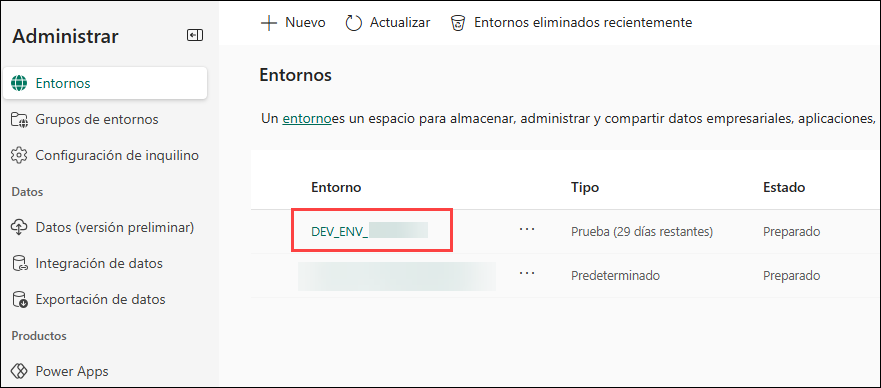 Administrar
Entornos
Grupos de entornos
Configuración de inquilino
Datos
Datos (versión preliminar)
Integración de datos
Exportación de datos
Productos
Power Apps
Nuevo Actualizar Entornos eliminados recientemente
Entornos
Un entornoes un espacio para almacenar, administrar y compartir datos empresariales, aplicaciones,
Entorno Tipo Estado
DEV_ENV_ ··· Prueba (29 días restantes) Preparado
··· Predeterminado Preparado